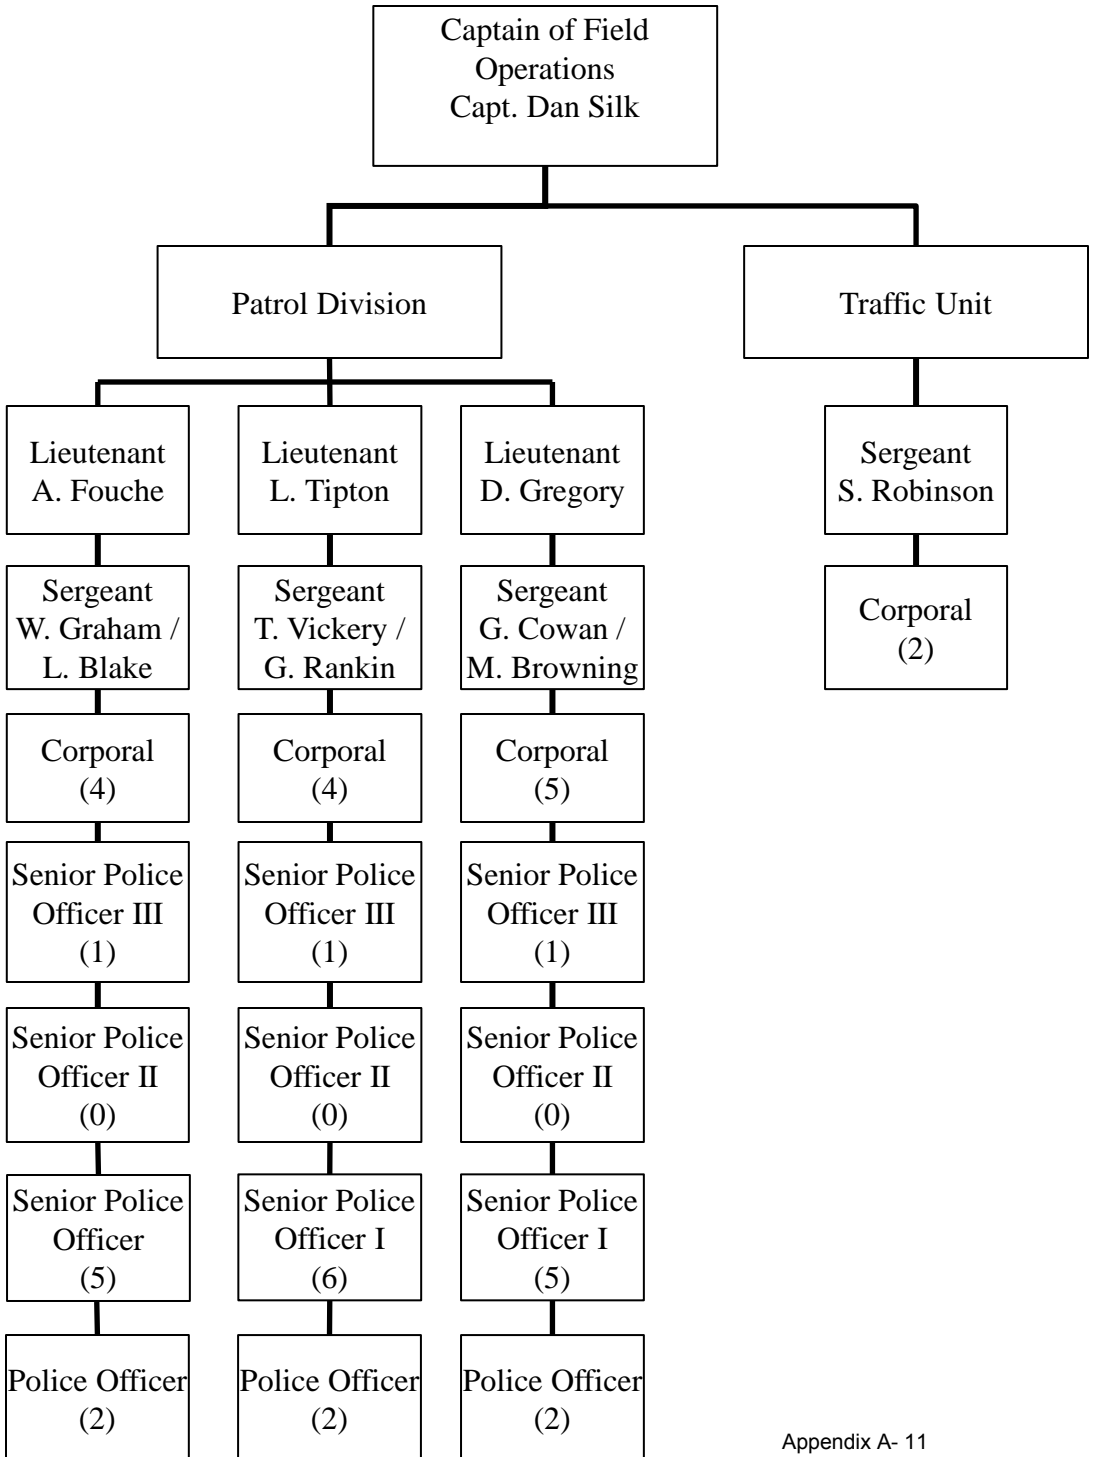 Captain of Field
Operations
Capt. Dan Silk
Patrol Division
Traffic Unit
Lieutenant
A. Fouche
Lieutenant
L. Tipton
Lieutenant
D. Gregory
Sergeant
S. Robinson
Sergeant
W. Graham /
L. Blake
Sergeant
T. Vickery /
G. Rankin
Sergeant
G. Cowan /
M. Browning
Corporal
(2)
Corporal
(4)
Corporal
(4)
Corporal
(5)
Senior Police
Officer III
(1)
Senior Police
Officer III
(1)
Senior Police
Officer III
(1)
Senior Police
Officer II
(0)
Senior Police
Officer II
(0)
Senior Police
Officer II
(0)
Senior Police
Officer
(5)
Senior Police
Officer I
(6)
Senior Police
Officer I
(5)
Police Officer
(2)
Police Officer
(2)
Police Officer
(2)
Appendix A- 11